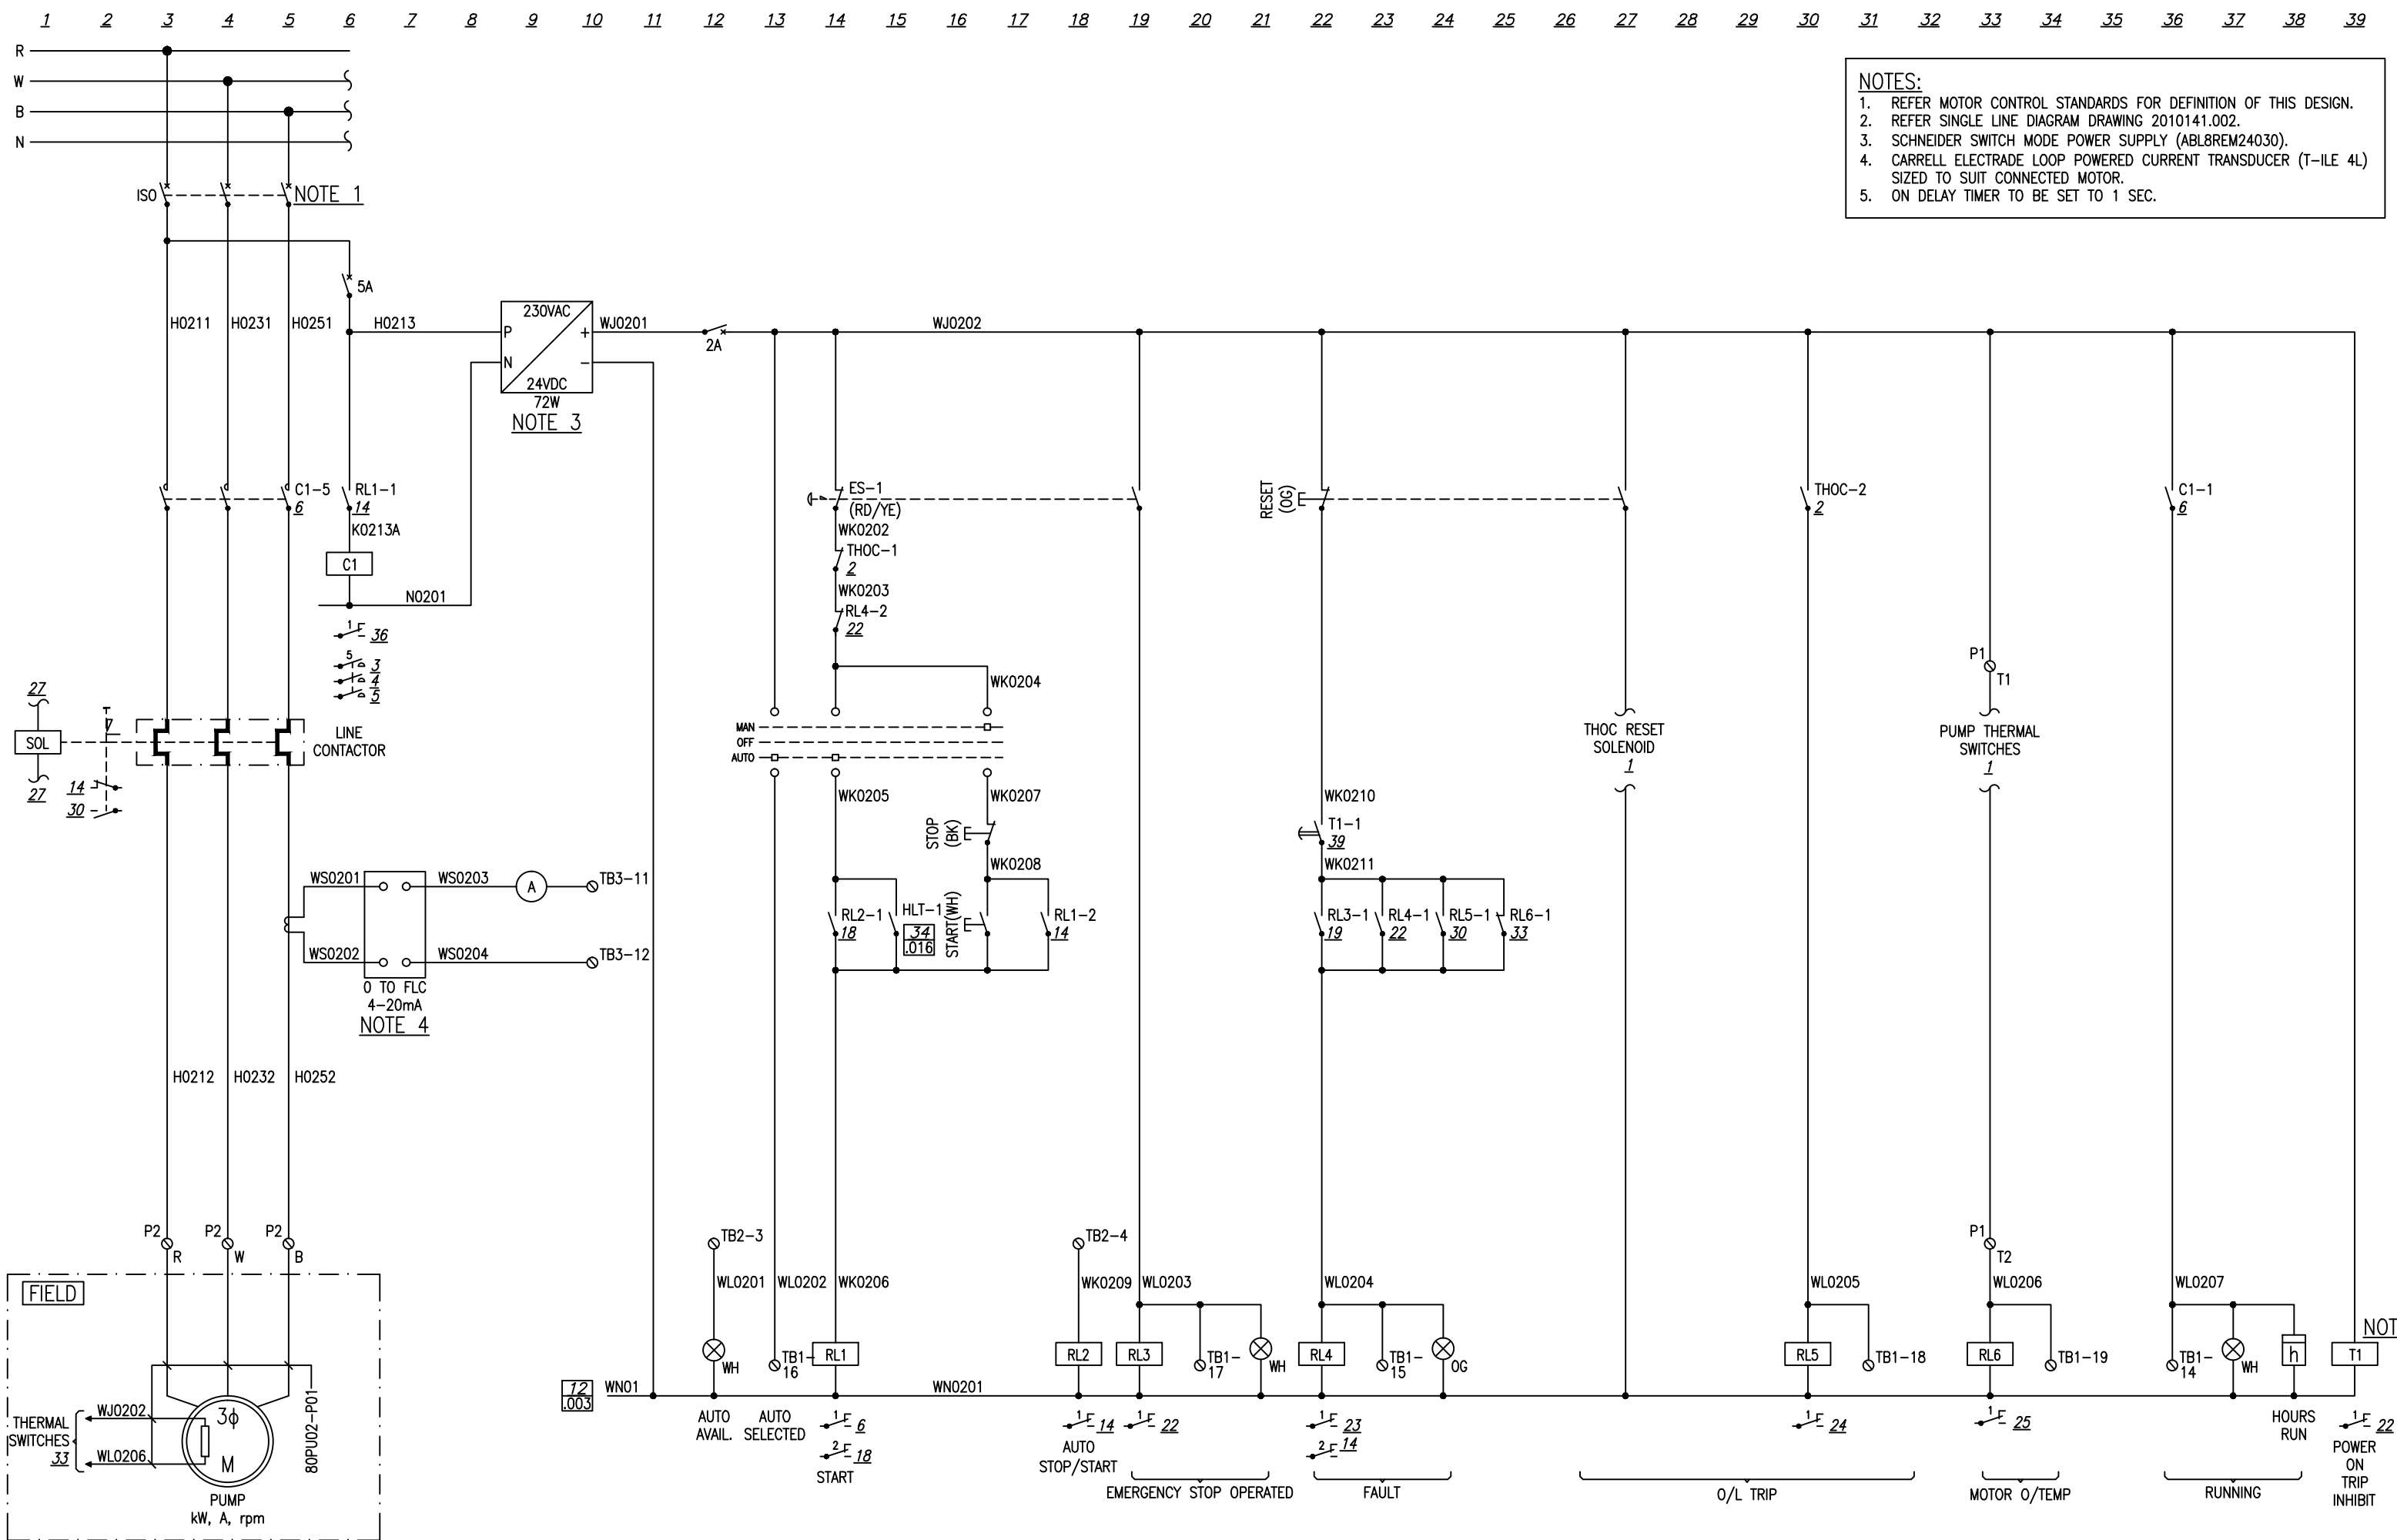 1 2 3 4 5 6 7 8 9 10 11 12 13 14 15 16 17 18 19 20 21 22 23 24 25 26 27 28 29 30 31 32 33 34 35 36 37 38 39
R
W
B
N
NOTES:
1. REFER MOTOR CONTROL STANDARDS FOR DEFINITION OF THIS DESIGN.
2. REFER SINGLE LINE DIAGRAM DRAWING 2010141.002.
3. SCHNEIDER SWITCH MODE POWER SUPPLY (ABL8REM24030).
4. CARRELL ELECTRADE LOOP POWERED CURRENT TRANSDUCER (T-ILE 4L)
SIZED TO SUIT CONNECTED MOTOR.
5. ON DELAY TIMER TO BE SET TO 1 SEC.
ISO NOTE 1
5A
H0211 H0231 H0251 H0213
230VAC
P +
N -
24VDC
72W
NOTE 3
WJ0201
2A
WJ0202
C1-5
6
RL1-1
14
K0213A
C1
N0201
1 36
5 3
4
5
ES-1
(RD/YE)
WK0202
THOC-1
2
WK0203
RL4-2
22
WK0204
RESET
(OG)
THOC-2
2
C1-1
6
P1
T1
27
SOL
27
14
30
LINE
CONTACTOR
MAN
OFF
AUTO
THOC RESET
SOLENOID
1
PUMP THERMAL
SWITCHES
1
WK0205 WK0207 WK0210
STOP
(BK)
T1-1
39
WK0208 WK0211
WS0201 WS0203 A TB3-11
WS0202 WS0204 TB3-12
0 TO FLC
4-20mA
NOTE 4
RL2-1
18
HLT-1
34
.016
START(WH)
RL1-2
14
RL3-1
19
RL4-1
22
RL5-1
30
RL6-1
33
H0212 H0232 H0252
P2 P2 P2
R W B
TB2-3 TB2-4
P1
T2
FIELD
WL0201 WL0202 WK0206 WK0209 WL0203 WL0204 WL0205 WL0206 WL0207
WH
TB1-
16
RL1 RL2 RL3
TB1-
17
WH
RL4
TB1-
15
OG
RL5 TB1-18
RL6 TB1-19
TB1-
14
WH
h
NOT
T1
12
.003
WN01 WN0201
THERMAL
SWITCHES
33
WJ0202
WL0206
3ϕ
M
80PU02-P01
PUMP
kW, A, rpm
AUTO
AVAIL.
AUTO
SELECTED
1 6
2 18
START
1 14
AUTO
STOP/START
1 22
EMERGENCY STOP OPERATED
1 23
2 14
FAULT
O/L TRIP
1 24
1 25
MOTOR O/TEMP
RUNNING
HOURS
RUN
1 22
POWER
ON
TRIP
INHIBIT